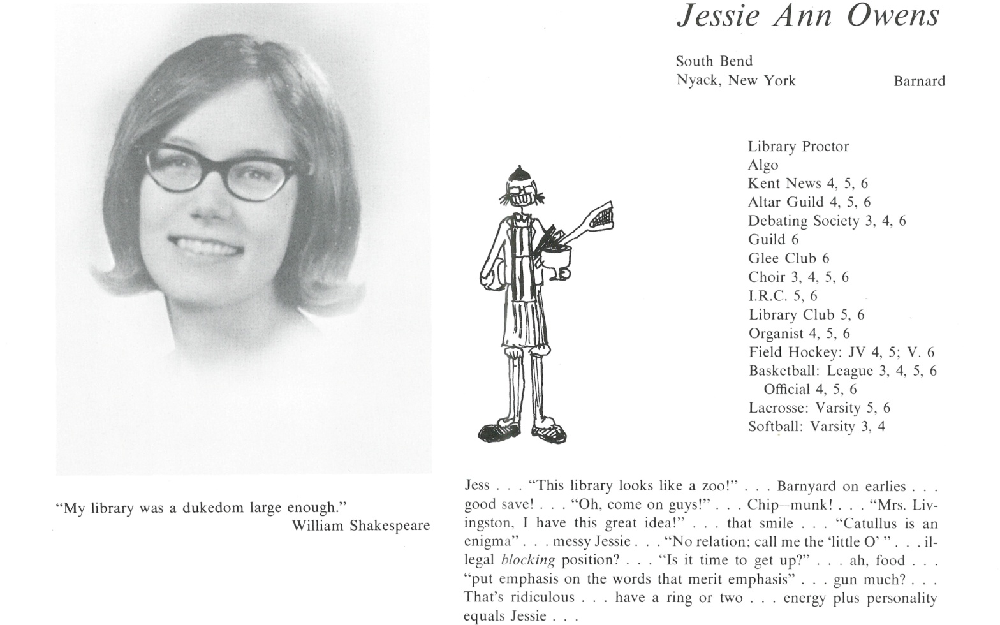 Jessie Ann Owens
South Bend
Nyack, New York Barnard
Library Proctor
Algo
Kent News 4, 5, 6
Altar Guild 4, 5, 6
Debating Society 3, 4, 6
Guild 6
Glee Club 6
Choir 3, 4, 5, 6
I.R.C. 5, 6
Library Club 5, 6
Organist 4, 5, 6
Field Hockey: JV 4, 5; V. 6
Basketball: League 3, 4, 5, 6
Official 4, 5, 6
Lacrosse: Varsity 5, 6
Softball: Varsity 3, 4
“My library was a dukedom large enough.”
William Shakespeare
Jess . . . “This library looks like a zoo!” . . . Barnyard on earlies . . .
good save! . . . “Oh, come on guys!” . . . Chip—munk! . . . “Mrs. Liv-
ingston, I have this great idea!” . . . that smile . . . “Catullus is an
enigma” . . . messy Jessie . . . “No relation; call me the ‘little O’ ” . . . il-
legal blocking position? . . . “Is it time to get up?” . . . ah, food . . .
“put emphasis on the words that merit emphasis” . . . gun much? . . .
That’s ridiculous . . . have a ring or two . . . energy plus personality
equals Jessie . . .